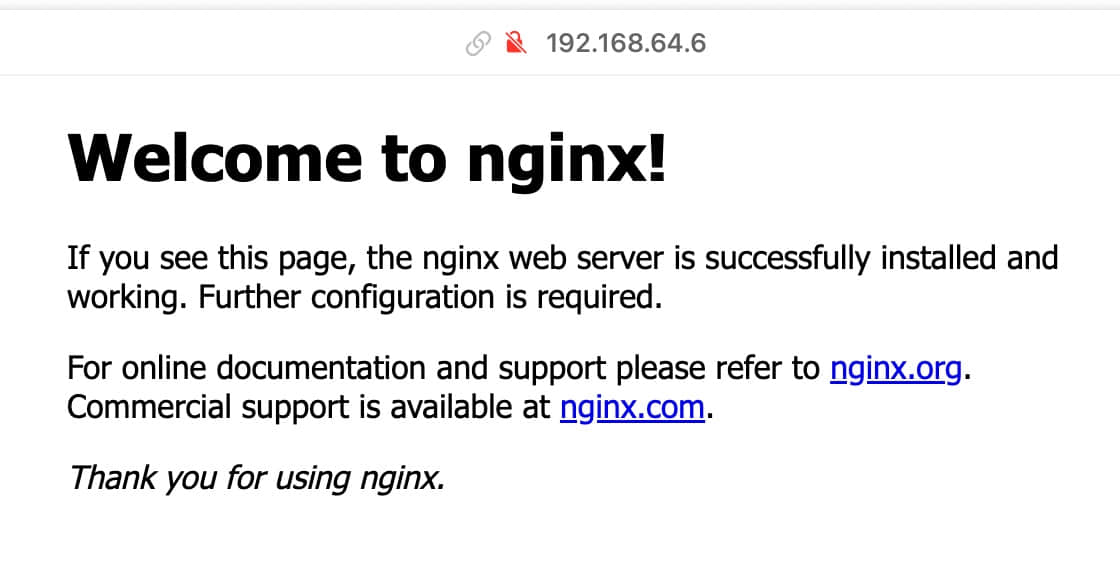 192.168.64.6
Welcome to nginx!
If you see this page, the nginx web server is successfully installed and
working. Further configuration is required.
For online documentation and support please refer to nginx.org.
Commercial support is available at nginx.com.
Thank you for using nginx.